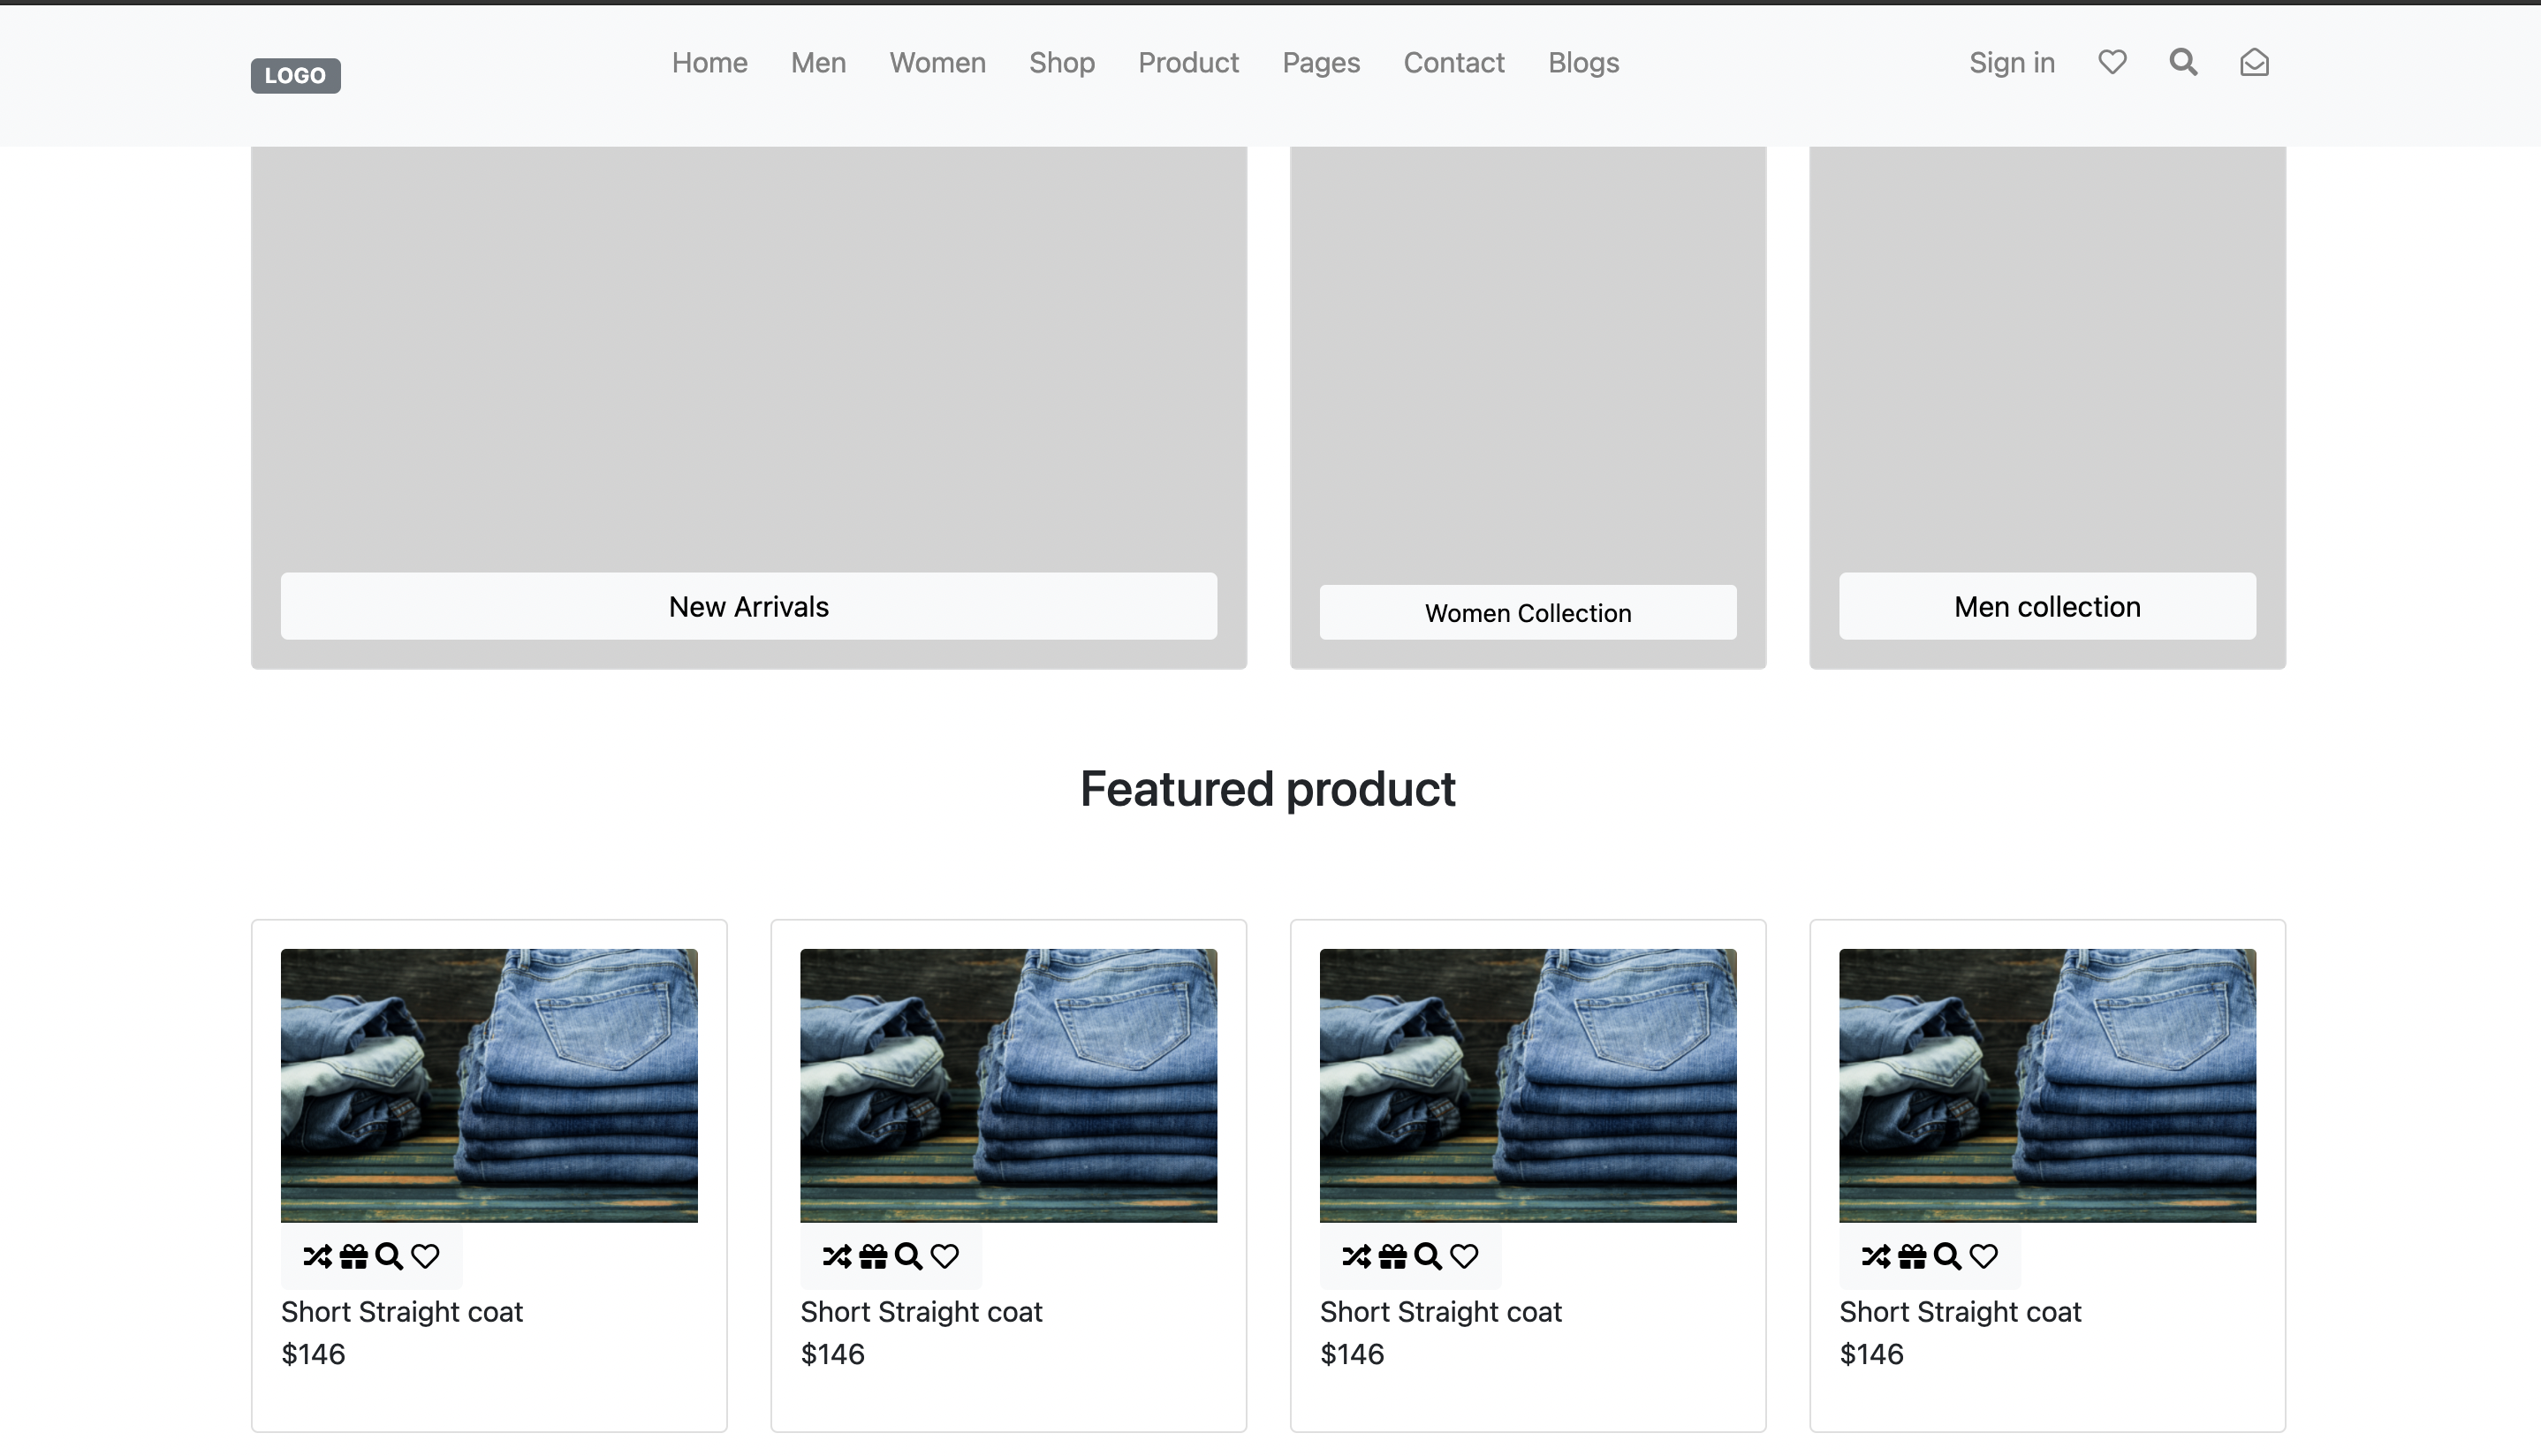 LOGO
Home Men Women Shop Product Pages Contact Blogs Sign in
New Arrivals
Women Collection
Men collection
Featured product
Short Straight coat
$146
Short Straight coat
$146
Short Straight coat
$146
Short Straight coat
$146